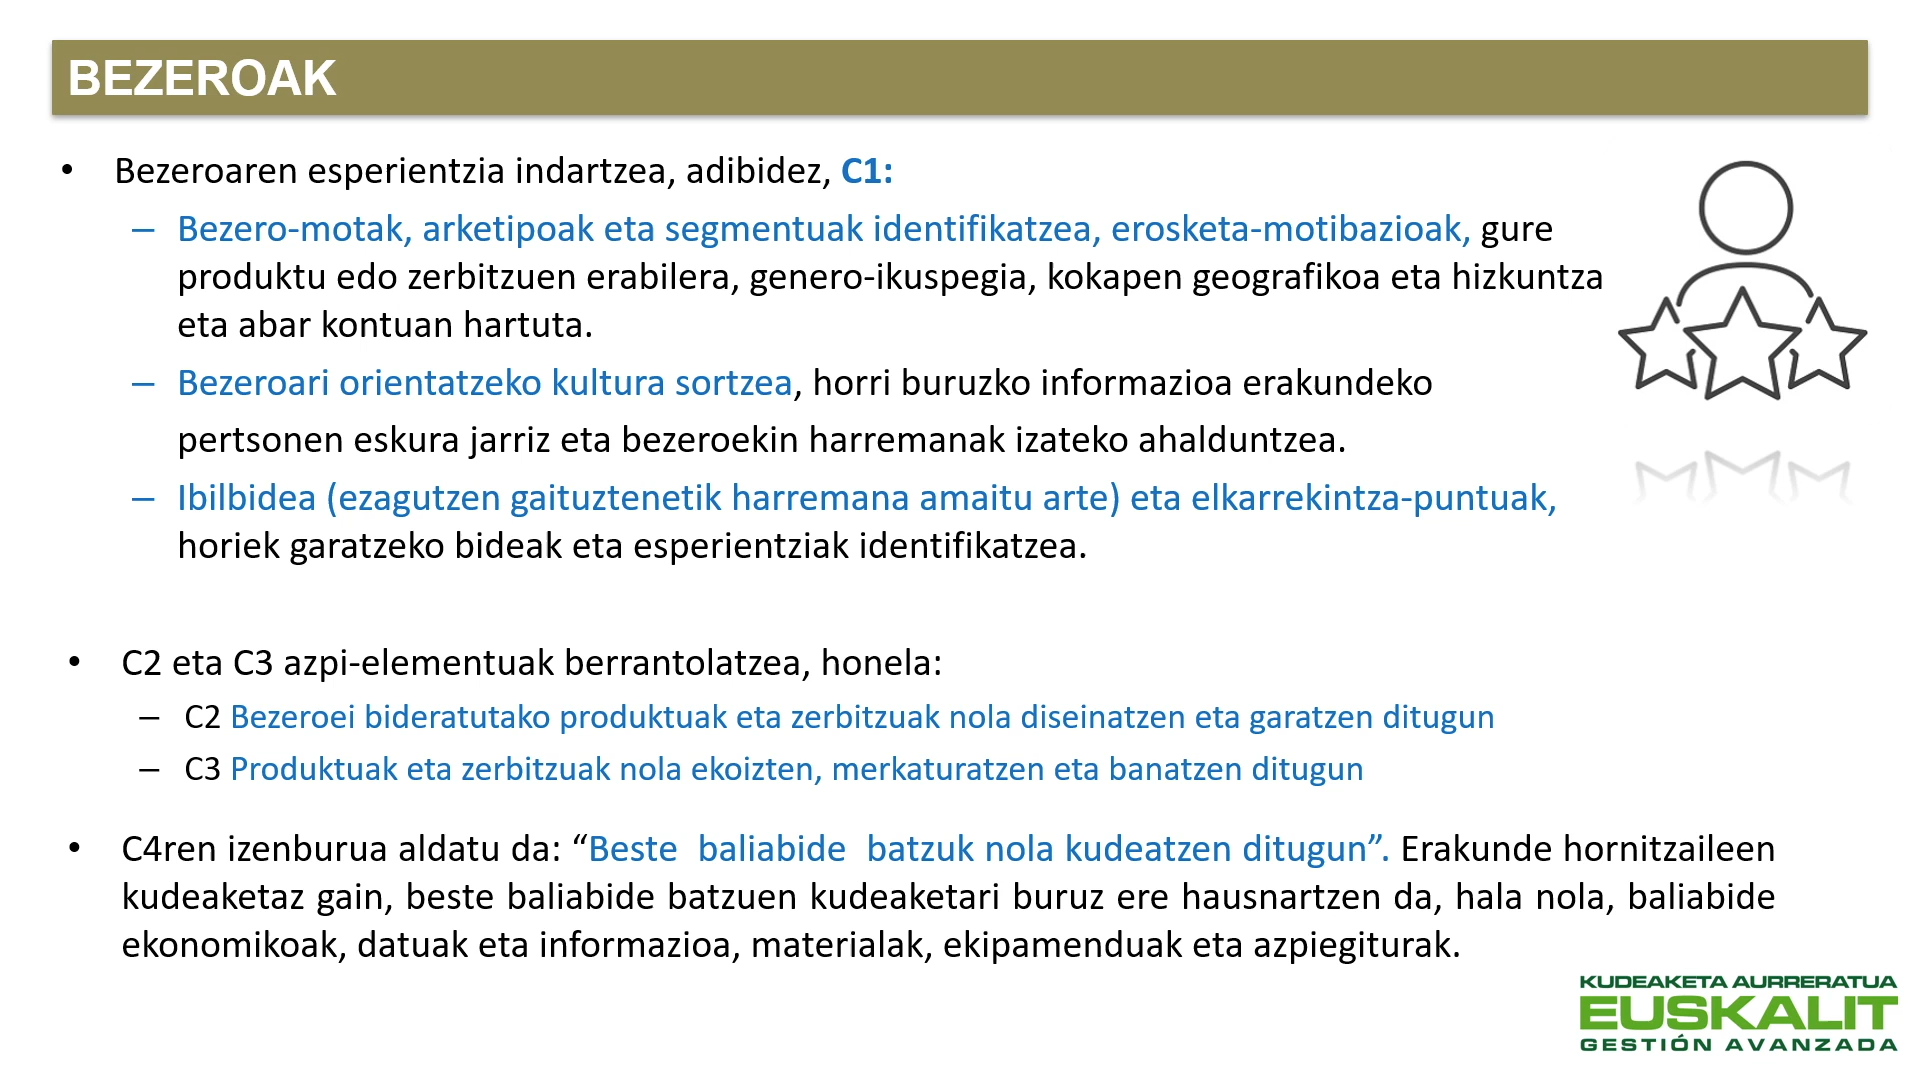 BEZEROAK
• Bezeroaren esperientzia indartzea, adibidez, C1:
– Bezero-motak, arketipoak eta segmentuak identifikatzea, erosketa-motibazioak, gure
produktu edo zerbitzuen erabilera, genero-ikuspegia, kokapen geografikoa eta hizkuntza
eta abar kontuan hartuta.
– Bezeroari orientatzeko kultura sortzea, horri buruzko informazioa erakundeko
pertsonen eskura jarriz eta bezeroekin harremanak izateko ahalduntzea.
– Ibilbidea (ezagutzen gaituztenetik harremana amaitu arte) eta elkarrekintza-puntuak,
horiek garatzeko bideak eta esperientziak identifikatzea.
• C2 eta C3 azpi-elementuak berrantolatzea, honela:
– C2 Bezeroei bideratutako produktuak eta zerbitzuak nola diseinatzen eta garatzen ditugun
– C3 Produktuak eta zerbitzuak nola ekoizten, merkaturatzen eta banatzen ditugun
• C4ren izenburua aldatu da: “Beste baliabide batzuk nola kudeatzen ditugun”. Erakunde hornitzaileen
kudeaketaz gain, beste baliabide batzuen kudeaketari buruz ere hausnartzen da, hala nola, baliabide
ekonomikoak, datuak eta informazioa, materialak, ekipamenduak eta azpiegiturak.
KUDEAKETA AURRERATUA
EUSKALIT
GESTIÓN AVANZADA